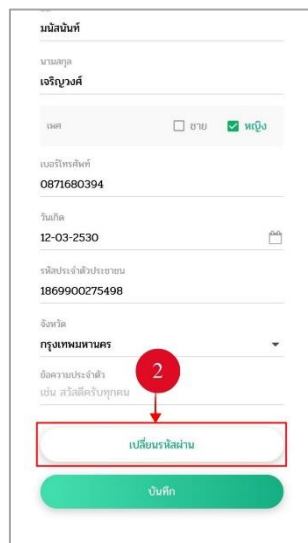 มนัสนันท์
นามสกุล
เจริญวงศ์
เพศ ชาย หญิง
เบอร์โทรศัพท์
0871680394
วันเกิด
12-03-2530
รหัสประจำตัวประชาชน
1869900275498
จังหวัด
กรุงเทพมหานคร
ข้อความประจำตัว
เช่น สวัสดีครับทุกคน
2
เปลี่ยนรหัสผ่าน
บันทึก